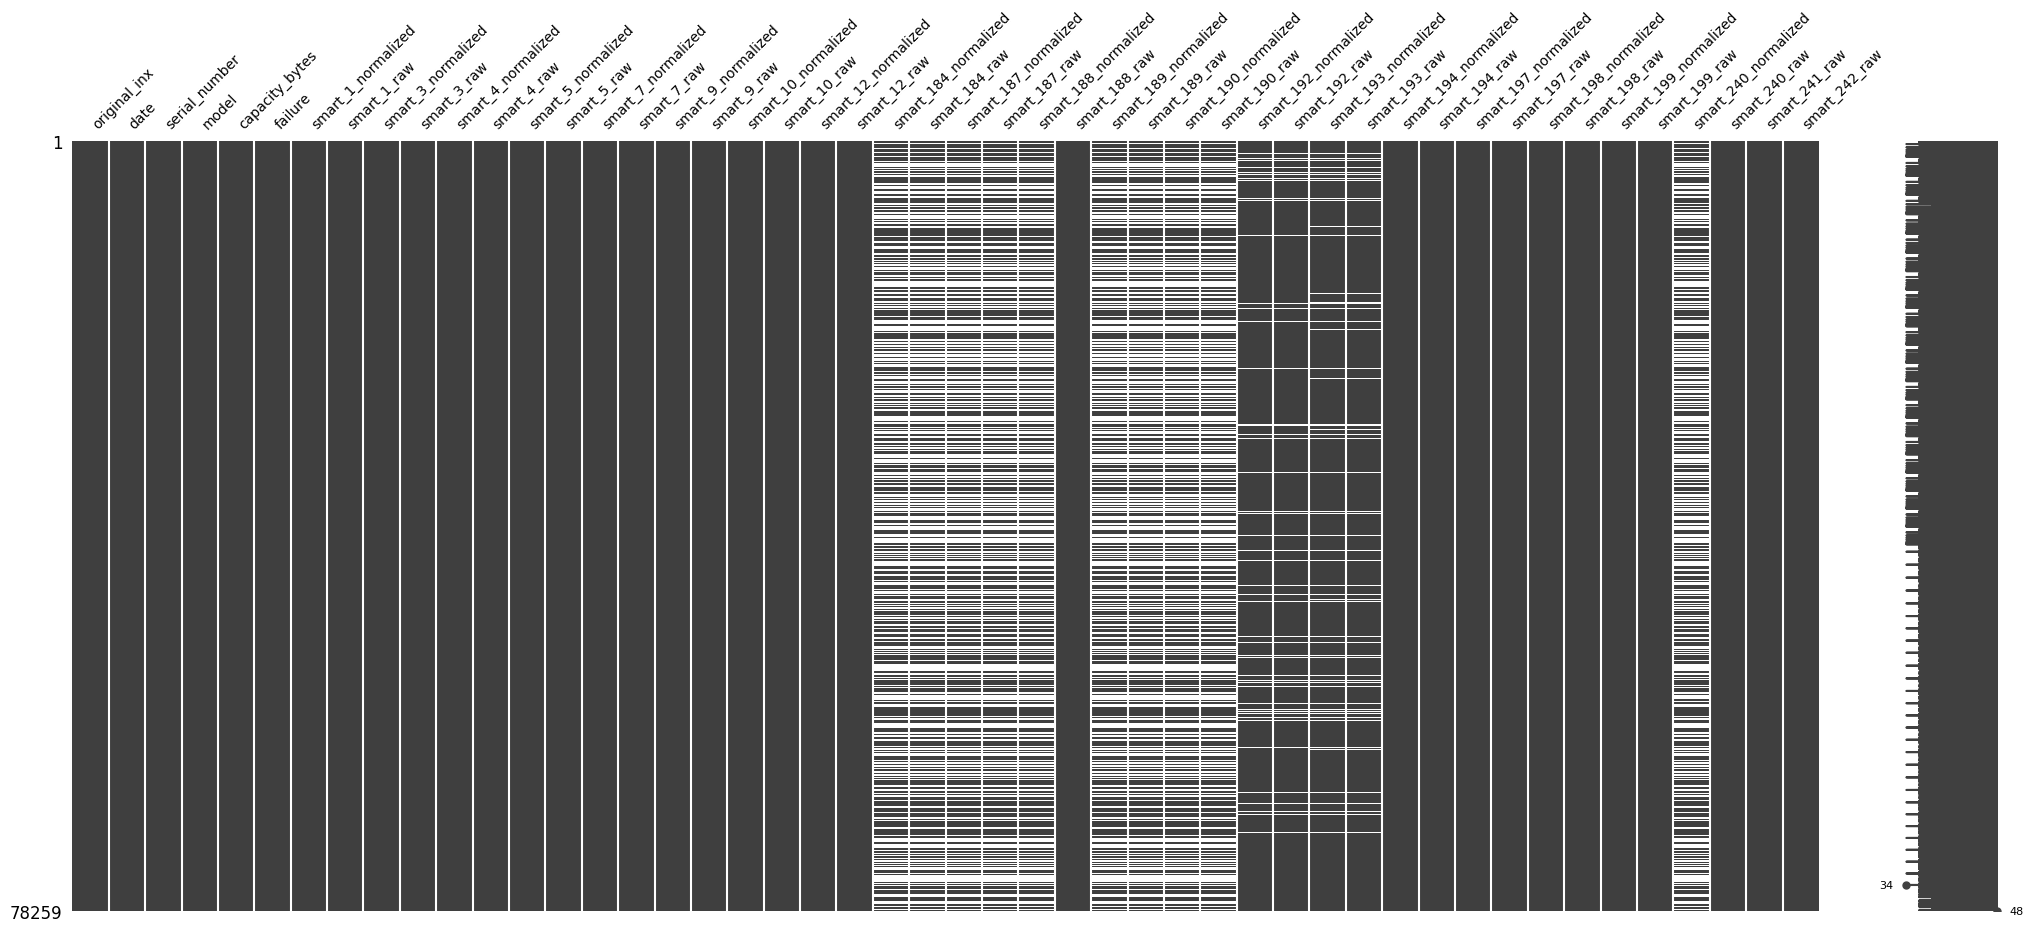 original_inx
date
serial_number
model
capacity_bytes
failure
smart_1_normalized
smart_1_raw
smart_3_normalized
smart_3_raw
smart_4_normalized
smart_4_raw
smart_5_normalized
smart_5_raw
smart_7_normalized
smart_7_raw
smart_9_normalized
smart_9_raw
smart_10_normalized
smart_10_raw
smart_12_normalized
smart_12_raw
smart_184_normalized
smart_184_raw
smart_187_normalized
smart_187_raw
smart_188_normalized
smart_188_raw
smart_189_normalized
smart_189_raw
smart_190_normalized
smart_190_raw
smart_192_normalized
smart_192_raw
smart_193_normalized
smart_193_raw
smart_194_normalized
smart_194_raw
smart_197_normalized
smart_197_raw
smart_198_normalized
smart_198_raw
smart_199_normalized
smart_199_raw
smart_240_normalized
smart_240_raw
smart_241_raw
smart_242_raw
1
34
78259
48